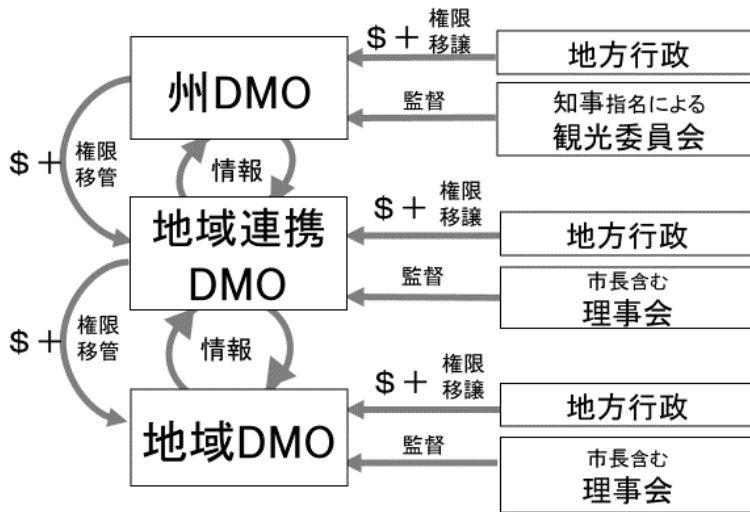 $+
権限
移譲
地方行政
州DMO
監督
知事指名による
観光委員会
$+
権限
移管
情報
$+
権限
移譲
地方行政
地域連携
DMO
監督
市長含む
理事会
$+
権限
移管
情報
$+
権限
移譲
地方行政
地域DMO
監督
市長含む
理事会